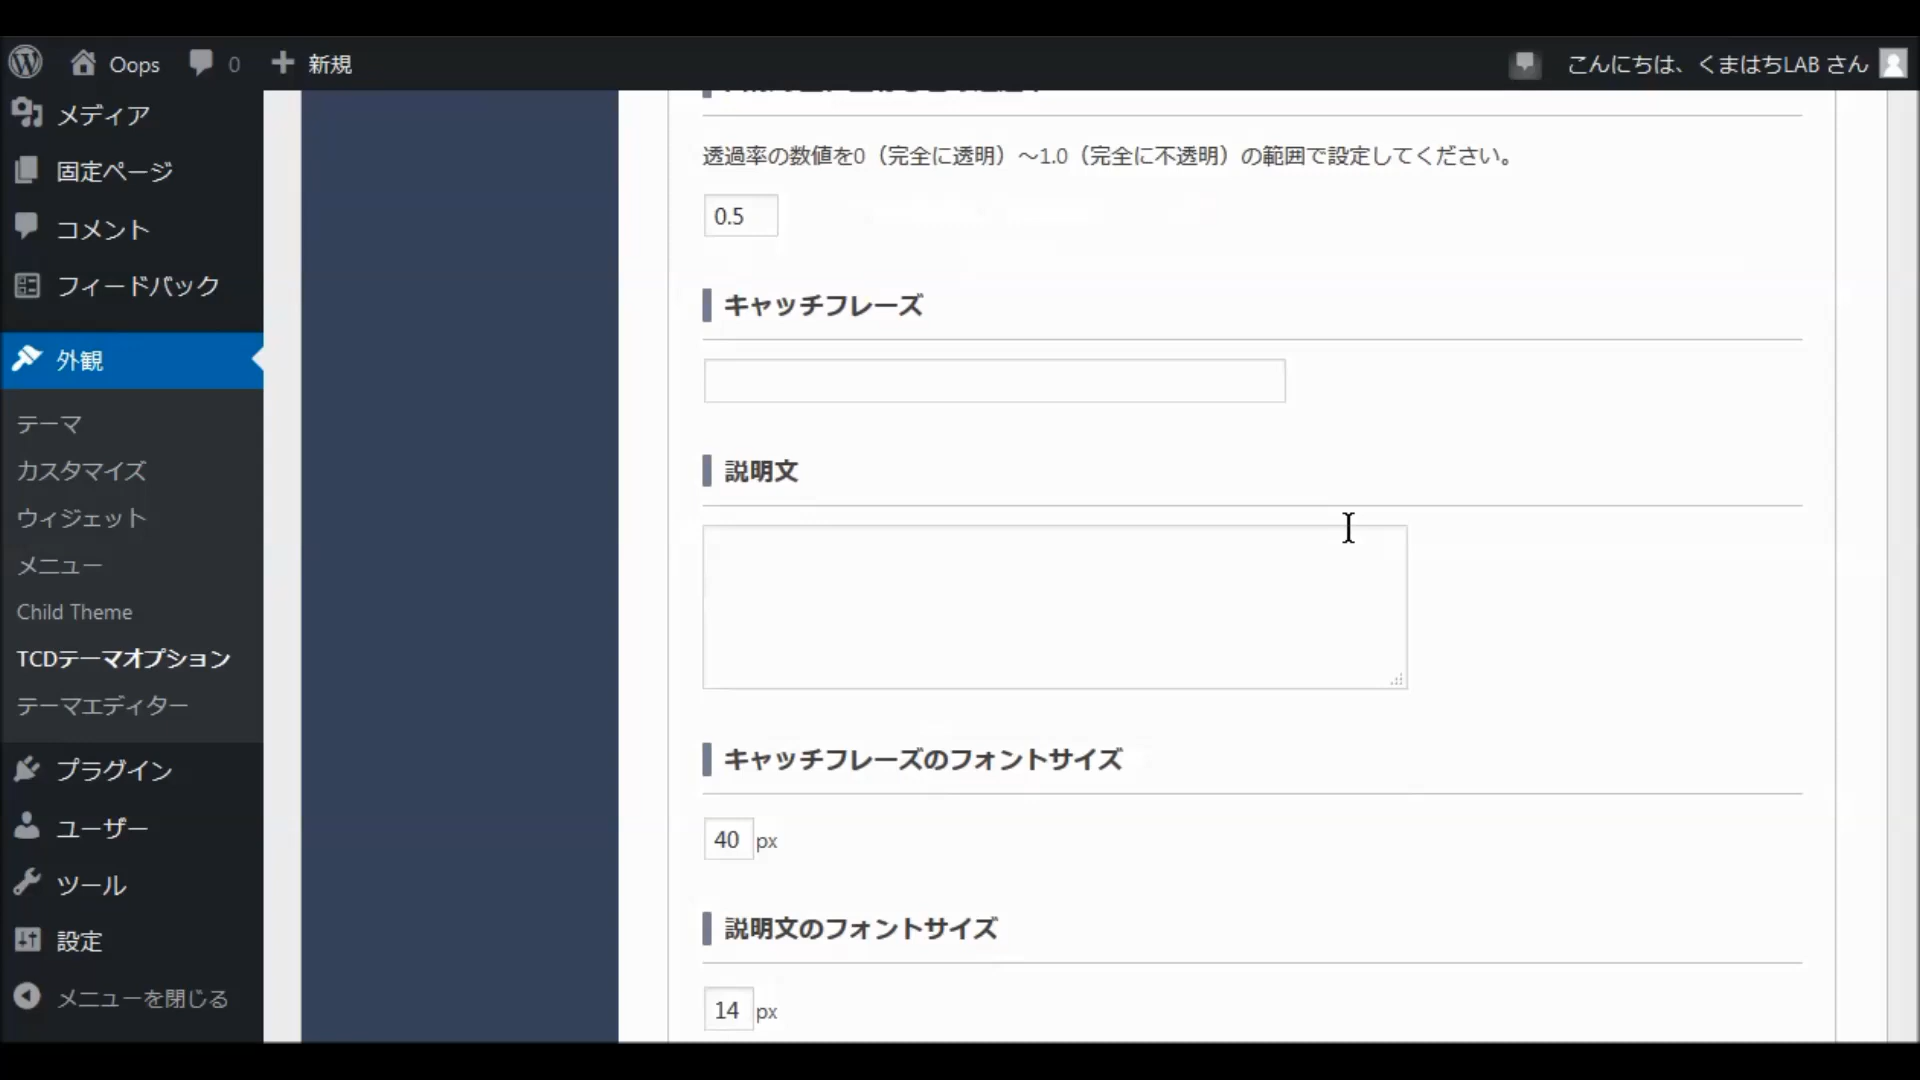 Oops
0
新規
こんにちは、くまはちLAB さん
メディア
固定ページ
コメント
フィードバック
外観
テーマ
カスタマイズ
ウィジェット
メニュー
Child Theme
TCDテーマオプション
テーマエディター
プラグイン
ユーザー
ツール
設定
メニューを閉じる
透過率の数値を0（完全に透明）～1.0（完全に不透明）の範囲で設定してください。
0.5
キャッチフレーズ
説明文
キャッチフレーズのフォントサイズ
40 px
説明文のフォントサイズ
14 px